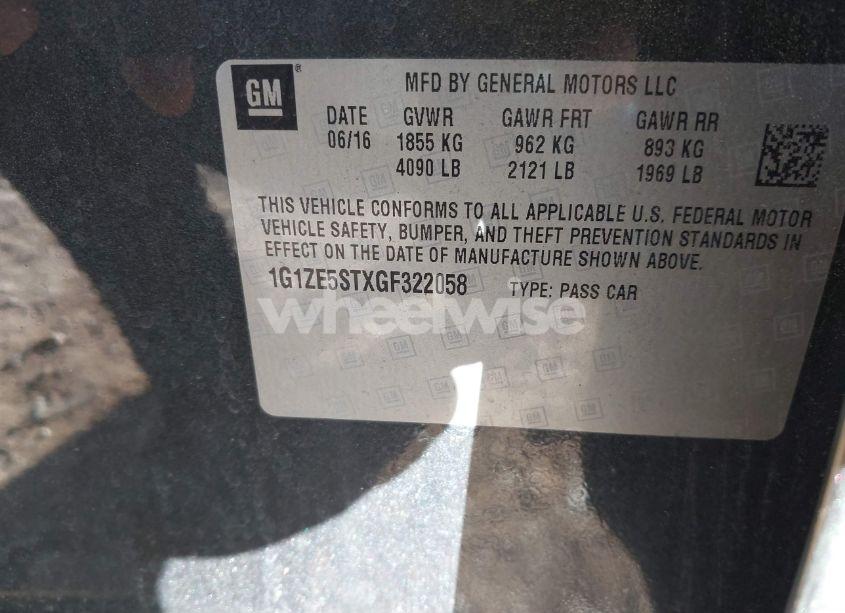 GM ®
MFD BY GENERAL MOTORS LLC
DATE GVWR GAWR FRT GAWR RR
06/16 1855 KG 962 KG 893 KG
4090 LB 2121 LB 1969 LB
THIS VEHICLE CONFORMS TO ALL APPLICABLE U.S. FEDERAL MOTOR
VEHICLE SAFETY, BUMPER, AND THEFT PREVENTION STANDARDS IN
EFFECT ON THE DATE OF MANUFACTURE SHOWN ABOVE.
1G1ZE5STXGF322058 TYPE: PASS CAR
wheelwise